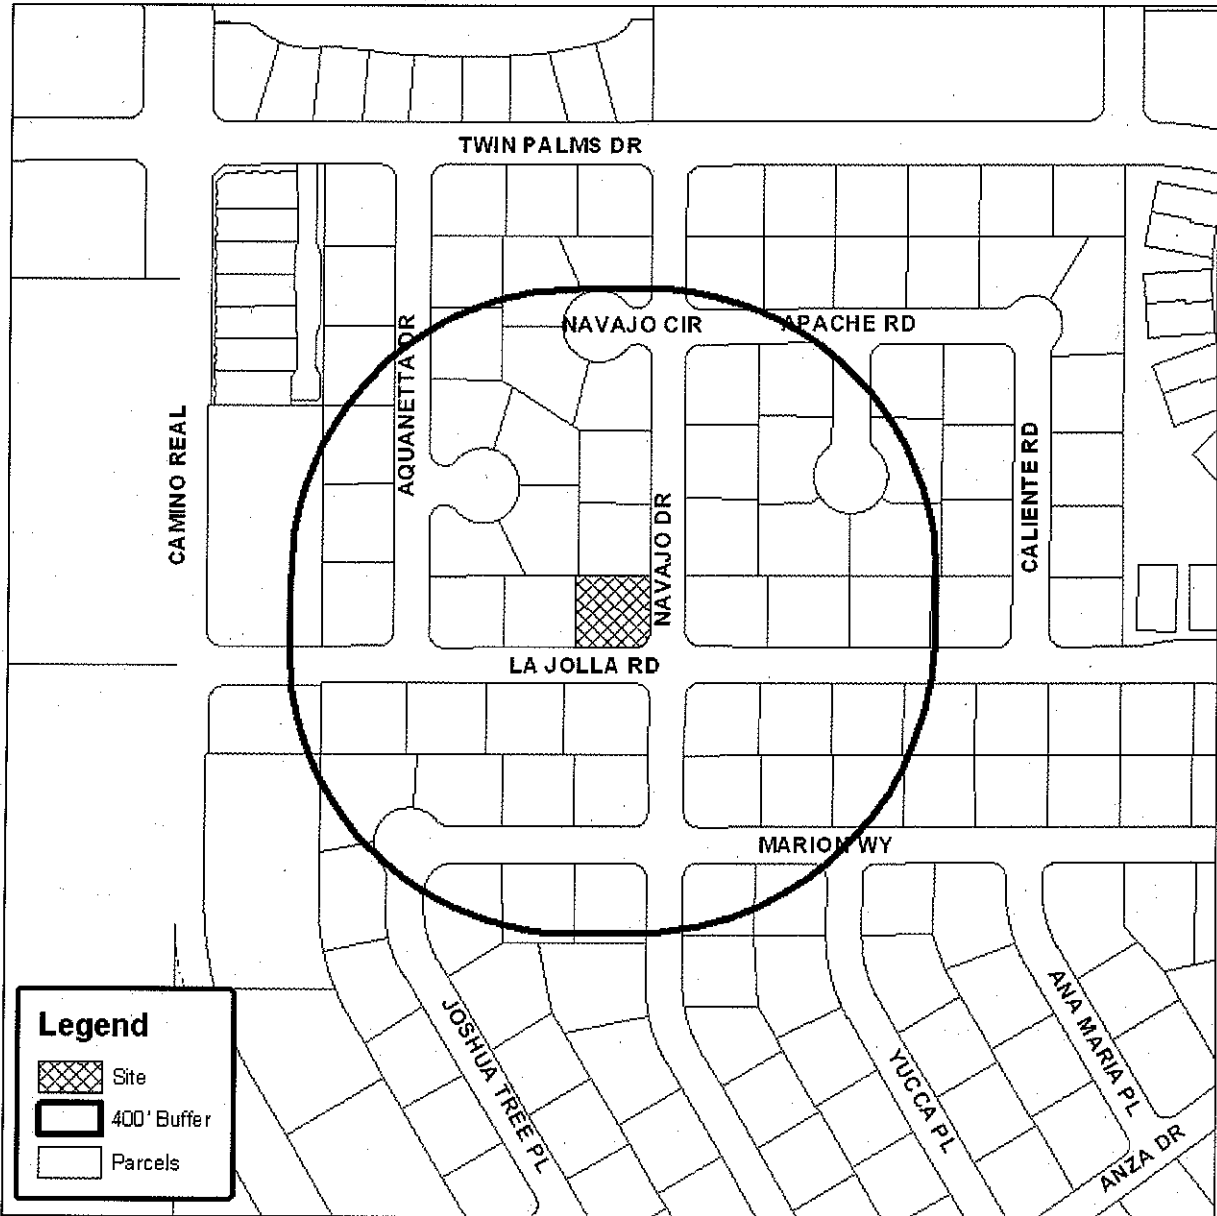 TWIN PALMS DR
NAVAJO CIR
APACHE RD
AQUANETTA DR
CAMINO REAL
NAVAJO DR
CALIENTE RD
LA JOLLA RD
MARION WY
JOSHUA TREE PL
YUCCA PL
ANA MARIA PL
ANZA DR
Legend
Site
400' Buffer
Parcels